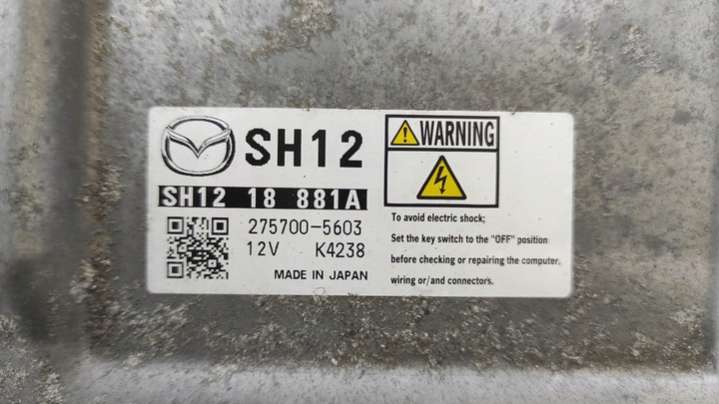 SH12
SH12 18 881A
275700-5603
12V K4238
MADE IN JAPAN
WARNING
To avoid electric shock;
Set the key switch to the "OFF" position
before checking or repairing the computer,
wiring or/and connectors.